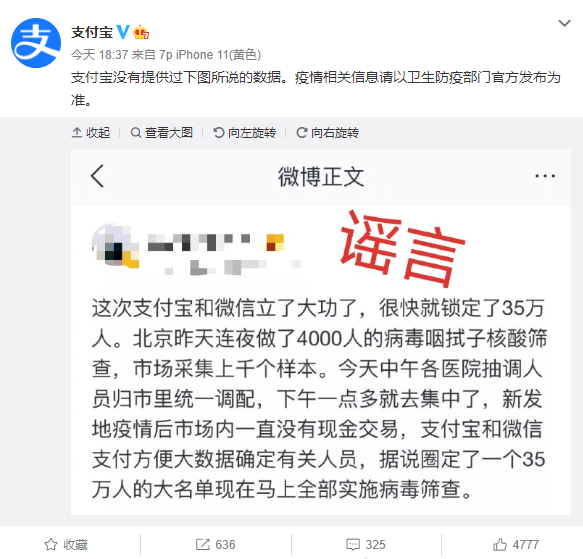 支付宝
今天 18:37 来自 7p iPhone 11(黄色)
支付宝没有提供过下图所说的数据。疫情相关信息请以卫生防疫部门官方发布为
准。
收起 查看大图 向左旋转 向右旋转
微博正文
谣言
这次支付宝和微信立了大功了，很快就锁定了35万
人。北京昨天连夜做了4000人的病毒咽拭子核酸筛
查，市场采集上千个样本。今天中午各医院抽调人
员归市里统一调配，下午一点多就去集中了，新发
地疫情后市场内一直没有现金交易，支付宝和微信
支付方便大数据确定有关人员，据说圈定了一个35
万人的大名单现在马上全部实施病毒筛查。
收藏 636 325 4777